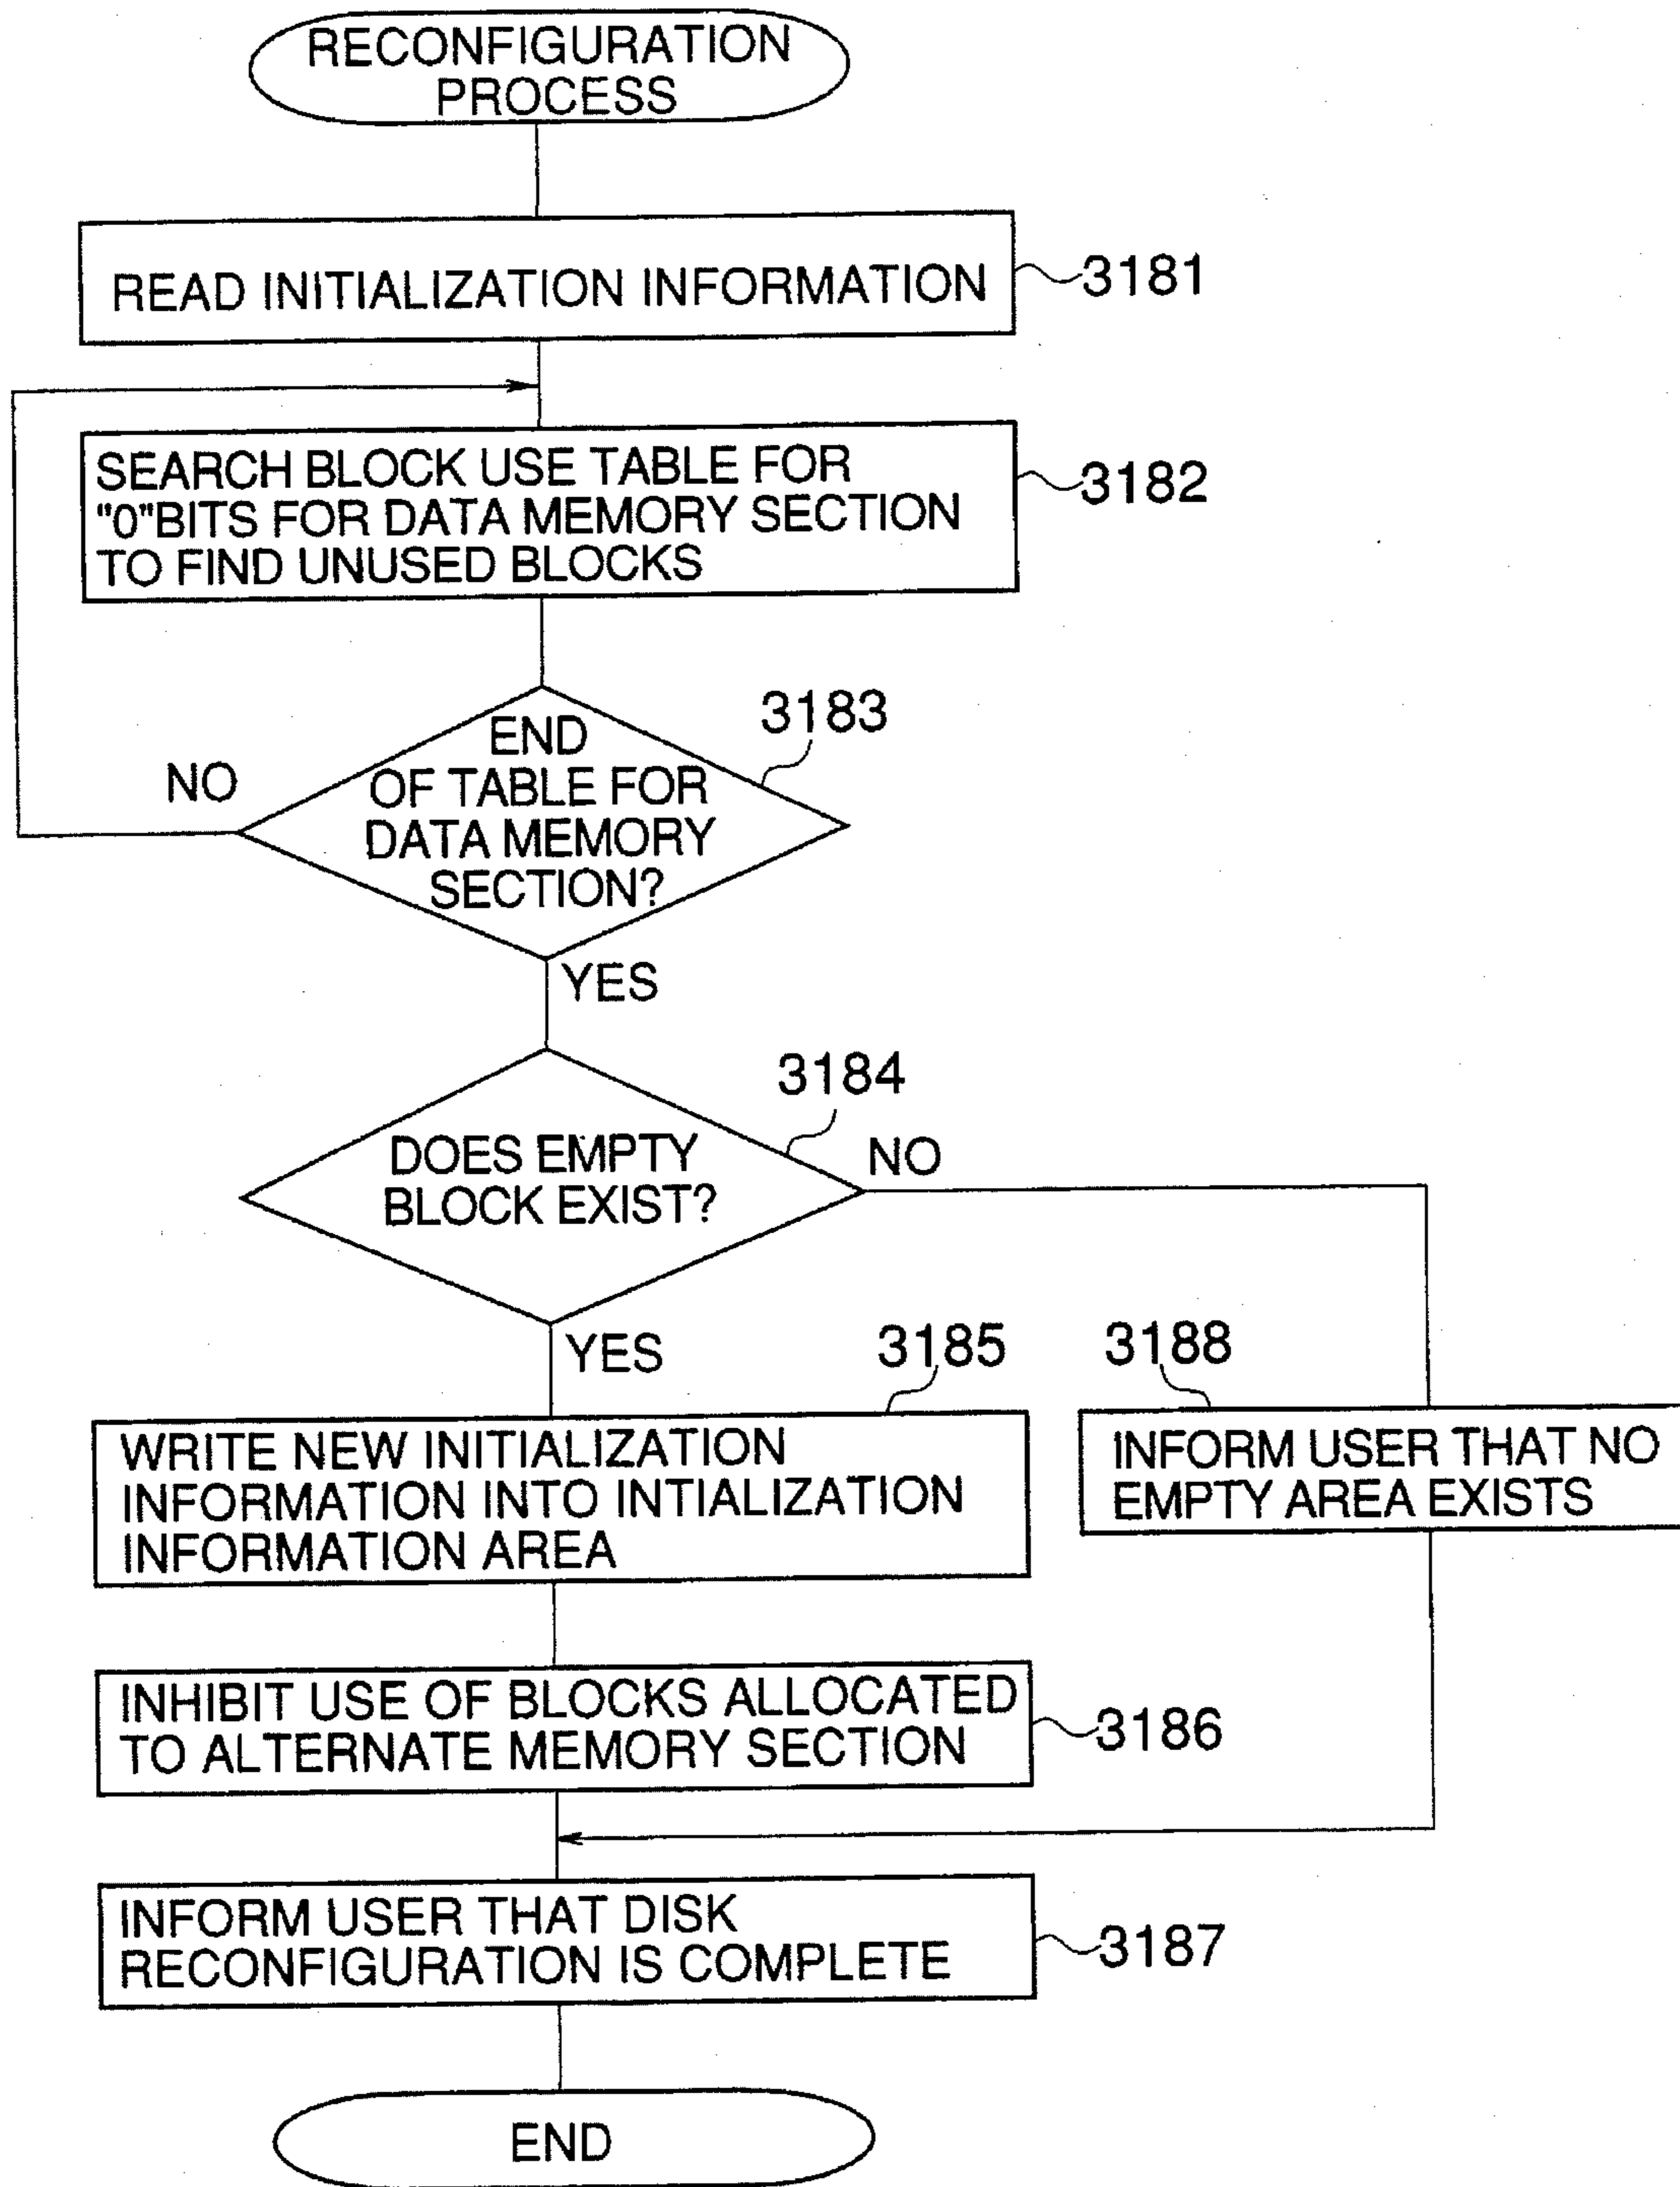 RECONFIGURATION
PROCESS
READ INITIALIZATION INFORMATION
3181
SEARCH BLOCK USE TABLE FOR
"0"BITS FOR DATA MEMORY SECTION
TO FIND UNUSED BLOCKS
3182
3183
END
OF TABLE FOR
DATA MEMORY
SECTION?
NO
YES
3184
DOES EMPTY
BLOCK EXIST?
NO
YES
3185
WRITE NEW INITIALIZATION
INFORMATION INTO INTIALIZATION
INFORMATION AREA
3188
INFORM USER THAT NO
EMPTY AREA EXISTS
INHIBIT USE OF BLOCKS ALLOCATED
TO ALTERNATE MEMORY SECTION
3186
INFORM USER THAT DISK
RECONFIGURATION IS COMPLETE
3187
END